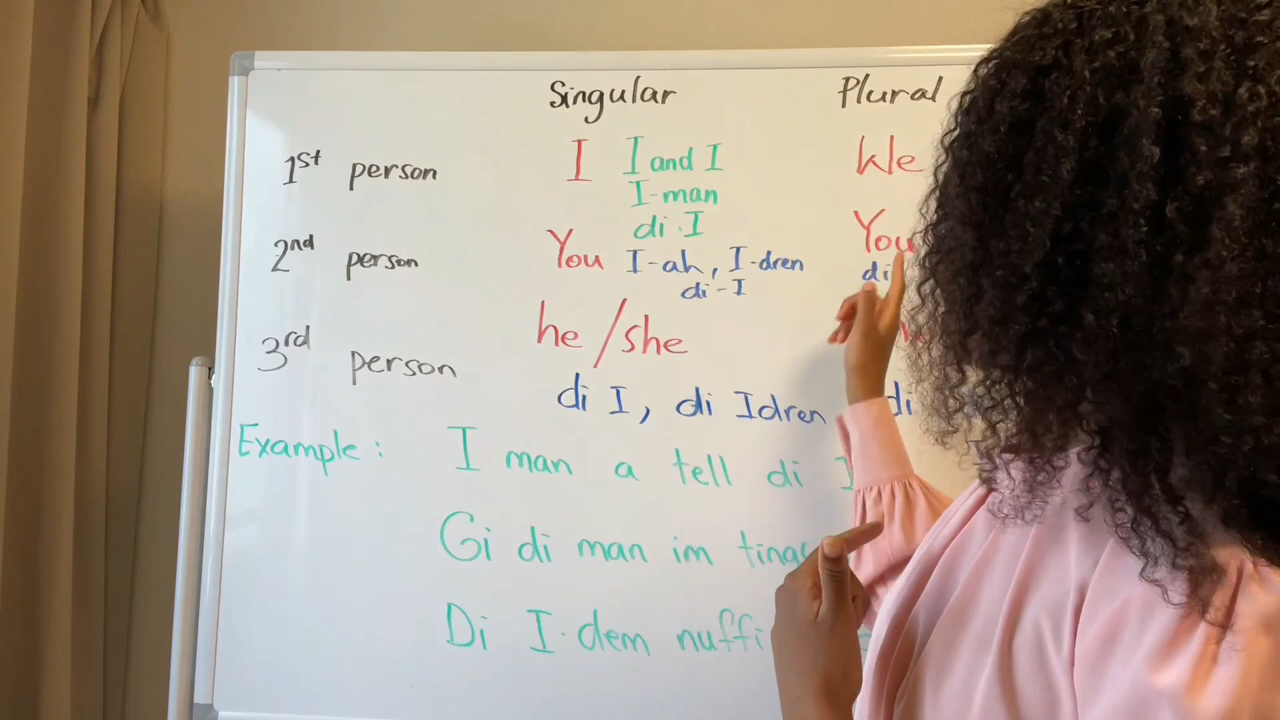 Singular Plural
1st person I I and I We
I-man
di I
2nd person You I-ah, I-dren You
di-I di
3rd person he/she
di I, di Idren di
Example: I man a tell di I
Gi di man im
Di I dem nuffi